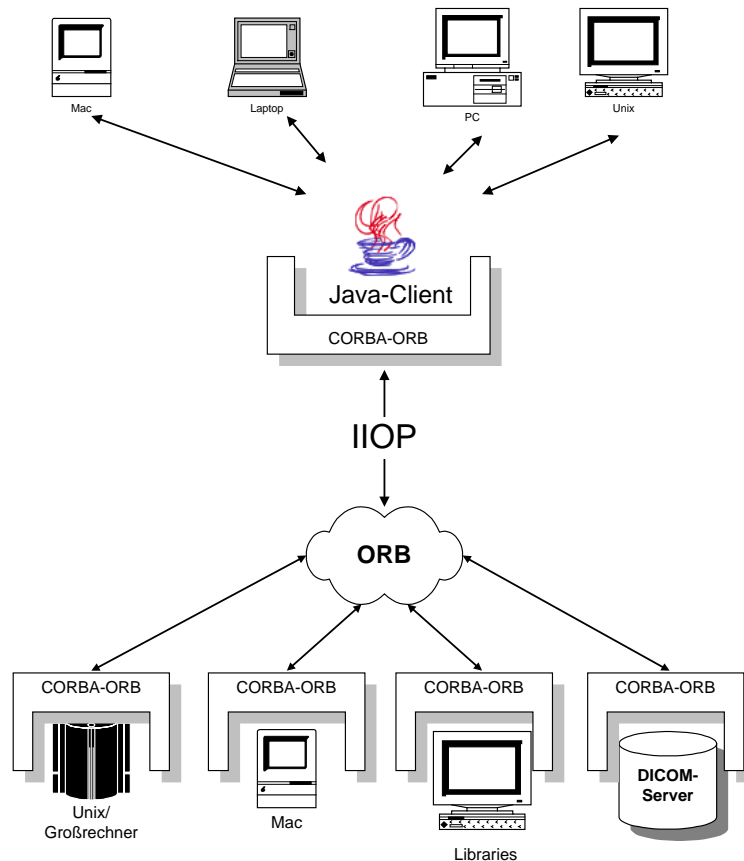 Mac
Laptop
PC
Unix
Java-Client
CORBA-ORB
IIOP
ORB
CORBA-ORB
CORBA-ORB
CORBA-ORB
CORBA-ORB
Unix/
Großrechner
Mac
Libraries
DICOM-
Server